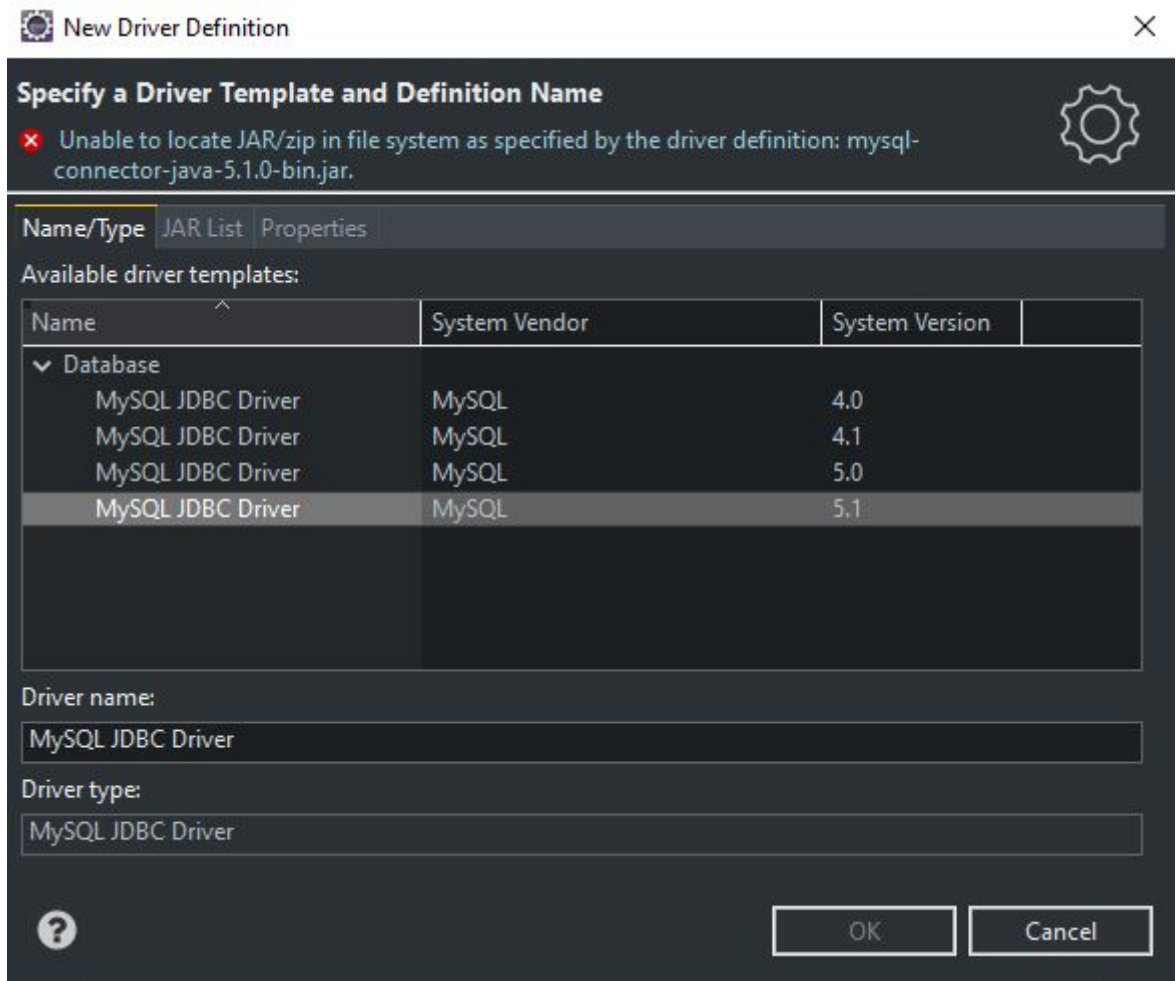 New Driver Definition
Specify a Driver Template and Definition Name
Unable to locate JAR/zip in file system as specified by the driver definition: mysql-
connector-java-5.1.0-bin.jar.
Name/Type JAR List Properties
Available driver templates:
Name System Vendor System Version
Database
MySQL JDBC Driver MySQL 4.0
MySQL JDBC Driver MySQL 4.1
MySQL JDBC Driver MySQL 5.0
MySQL JDBC Driver MySQL 5.1
Driver name:
MySQL JDBC Driver
Driver type:
MySQL JDBC Driver
OK Cancel